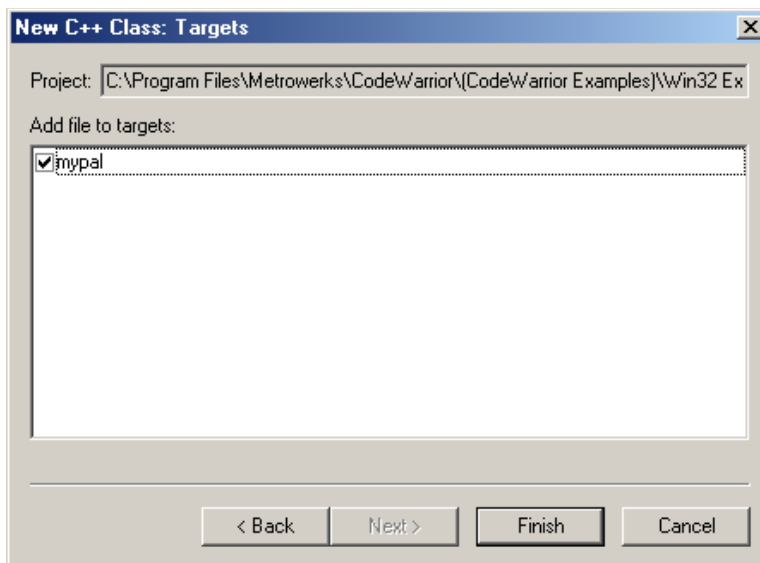 New C++ Class: Targets
Project: C:\Program Files\Metrowerks\CodeWarrior\(CodeWarrior Examples)\Win32 Ex
Add file to targets:
mypal
< Back Next > Finish Cancel